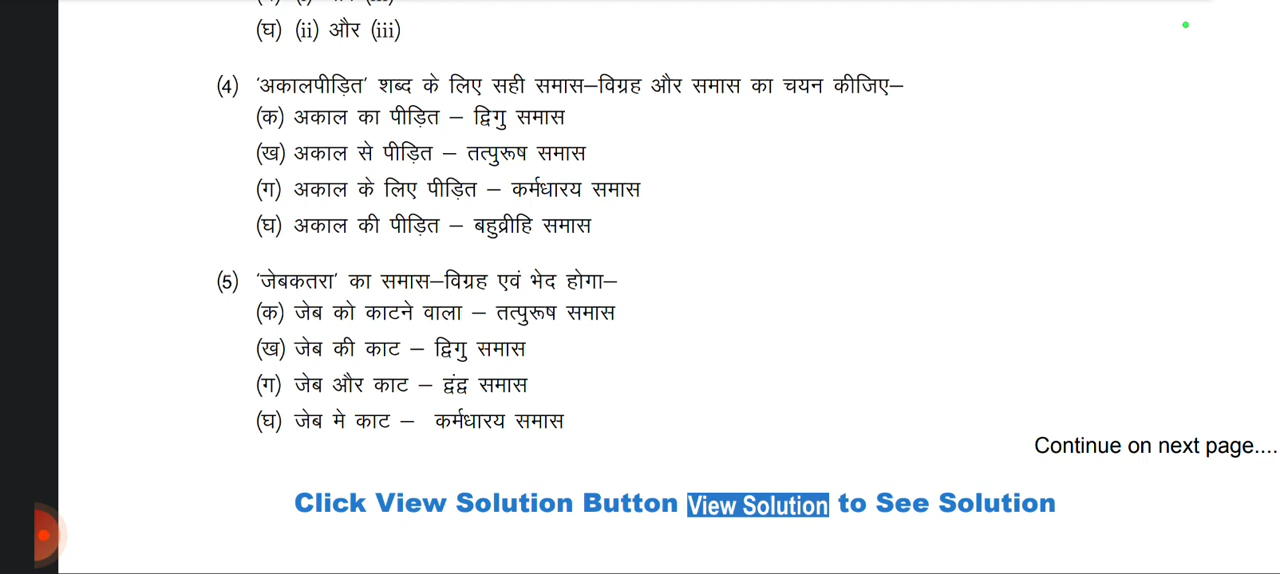 (घ) (ii) और (iii)
(4) 'अकालपीड़ित' शब्द के लिए सही समास–विग्रह और समास का चयन कीजिए–
(क) अकाल का पीड़ित – द्विगु समास
(ख) अकाल से पीड़ित – तत्पुरूष समास
(ग) अकाल के लिए पीड़ित – कर्मधारय समास
(घ) अकाल की पीड़ित – बहुव्रीहि समास
(5) 'जेबकतरा' का समास–विग्रह एवं भेद होगा–
(क) जेब को काटने वाला – तत्पुरूष समास
(ख) जेब की काट – द्विगु समास
(ग) जेब और काट – द्वंद्व समास
(घ) जेब मे काट – कर्मधारय समास
Continue on next page....
Click View Solution Button View Solution to See Solution